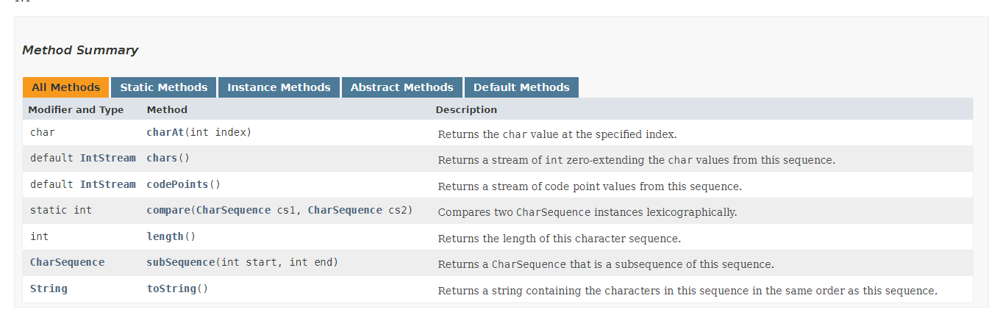 Method Summary
All Methods Static Methods Instance Methods Abstract Methods Default Methods
Modifier and Type Method Description
char charAt(int index) Returns the char value at the specified index.
default IntStream chars() Returns a stream of int zero-extending the char values from this sequence.
default IntStream codePoints() Returns a stream of code point values from this sequence.
static int compare(CharSequence cs1, CharSequence cs2) Compares two CharSequence instances lexicographically.
int length() Returns the length of this character sequence.
CharSequence subSequence(int start, int end) Returns a CharSequence that is a subsequence of this sequence.
String toString() Returns a string containing the characters in this sequence in the same order as this sequence.